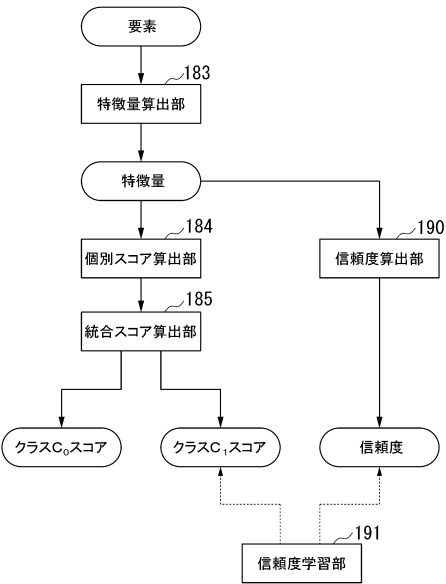 要素
183
特徴量算出部
特徴量
184
個別スコア算出部
190
信頼度算出部
185
統合スコア算出部
クラスC₀スコア
クラスC₁スコア
信頼度
191
信頼度学習部